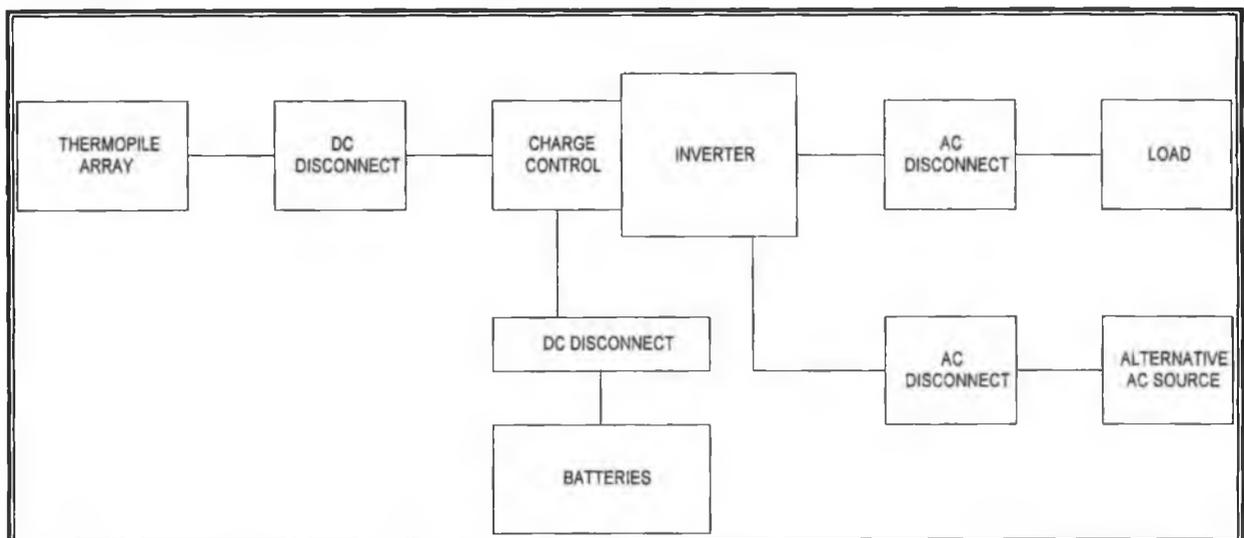 THERMOPILE
ARRAY
DC
DISCONNECT
CHARGE
CONTROL
INVERTER
AC
DISCONNECT
LOAD
DC DISCONNECT
AC
DISCONNECT
ALTERNATIVE
AC SOURCE
BATTERIES